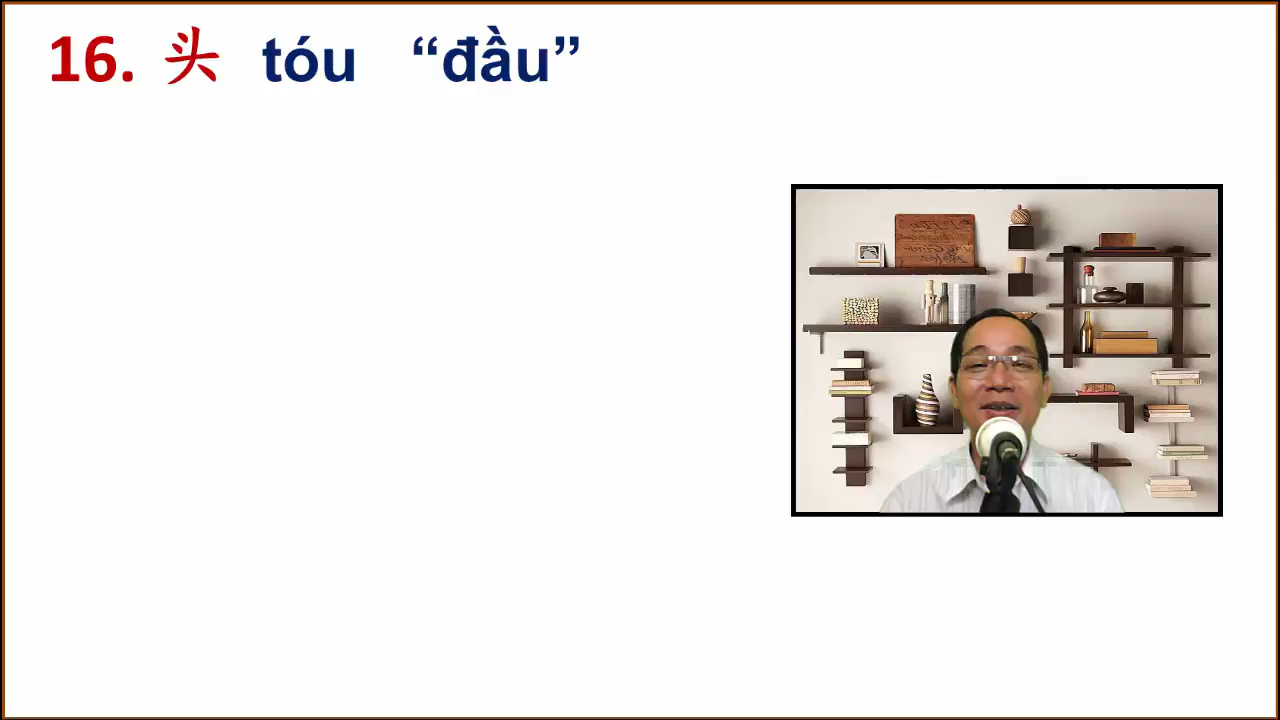 16. 头 tóu “đầu”